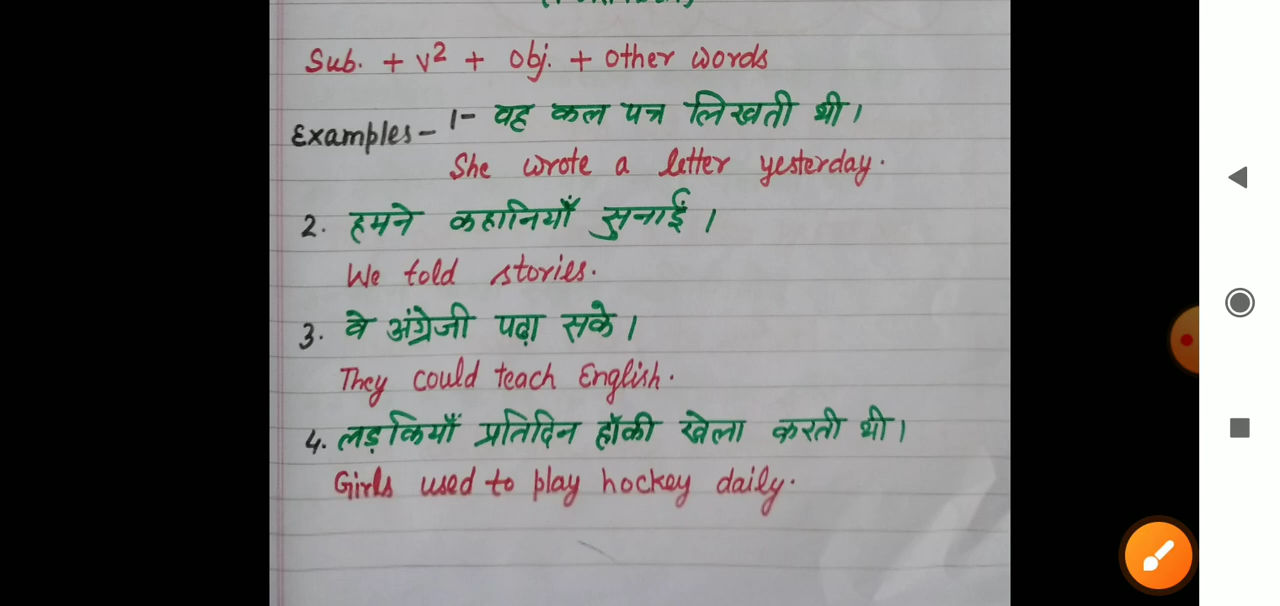 Sub. + V² + Obj. + Other words
Examples - 1- वह कल पत्र लिखती थी।
She wrote a letter yesterday.
2. हमने कहानियाँ सुनाईं।
We told stories.
3. वे अंग्रेजी पढ़ा सके।
They could teach English.
4. लड़कियाँ प्रतिदिन हॉकी खेला करती थी।
Girls used to play hockey daily.